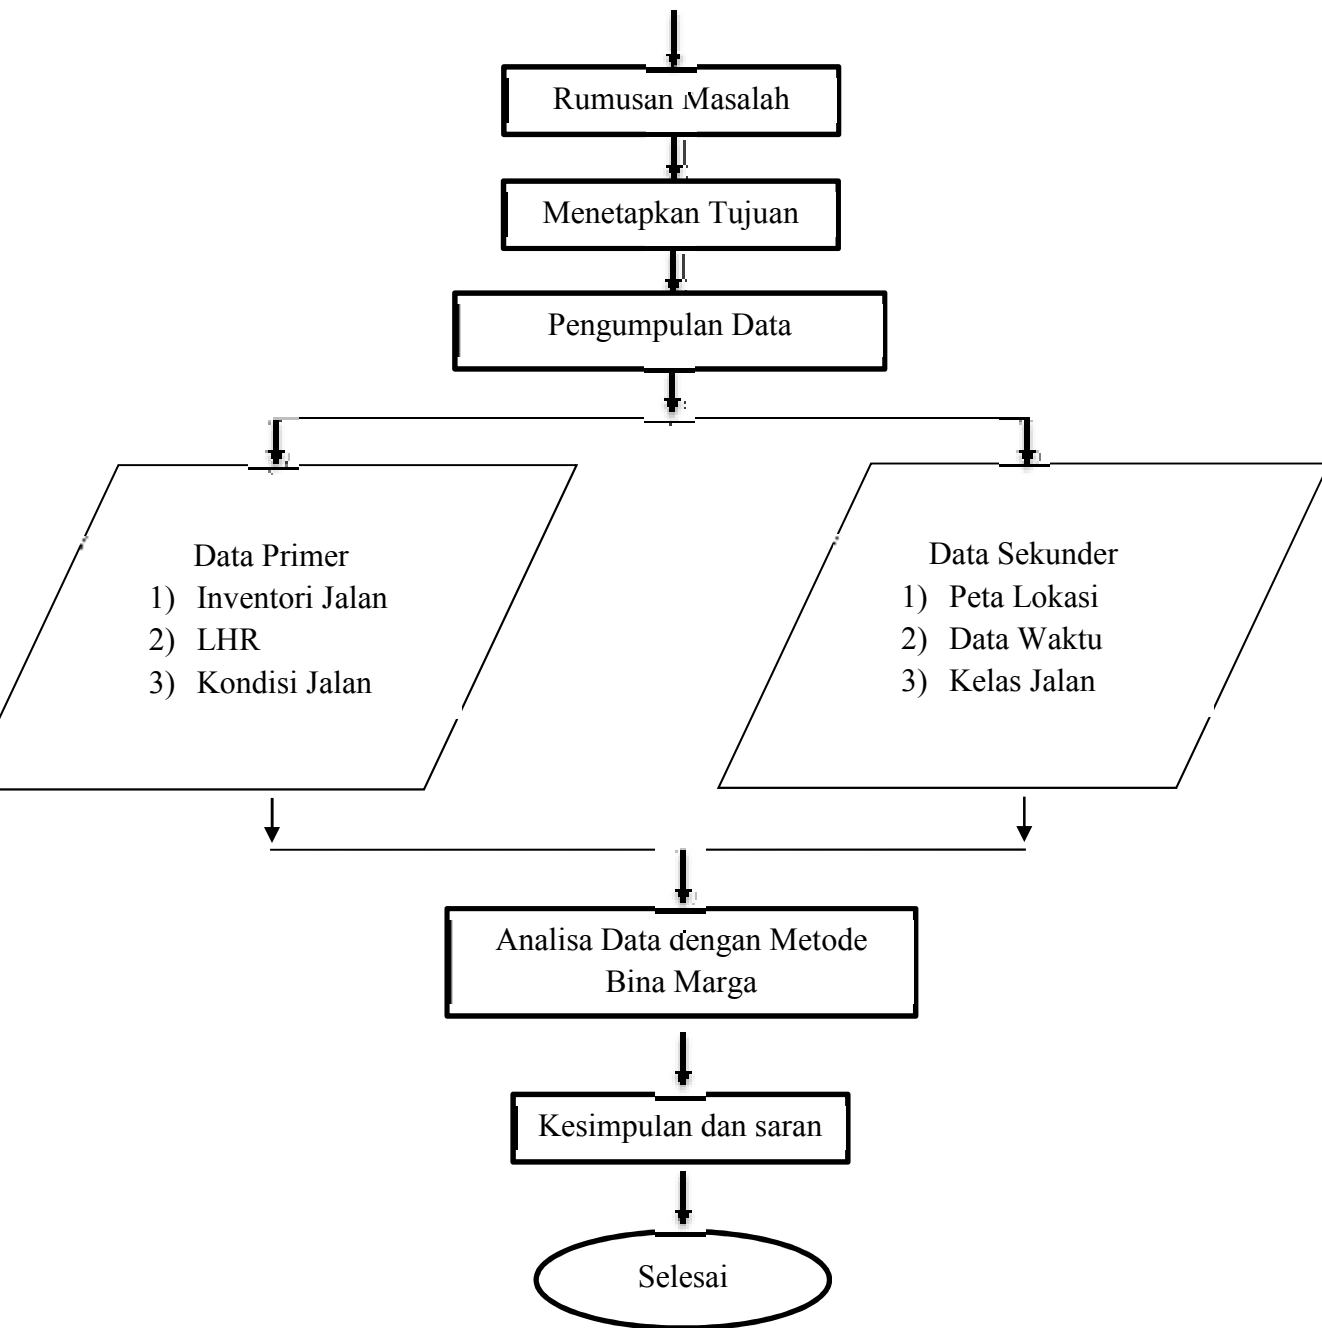 Rumusan Masalah
Menetapkan Tujuan
Pengumpulan Data
Data Primer
1) Inventori Jalan
2) LHR
3) Kondisi Jalan
Data Sekunder
1) Peta Lokasi
2) Data Waktu
3) Kelas Jalan
Analisa Data dengan Metode
Bina Marga
Kesimpulan dan saran
Selesai